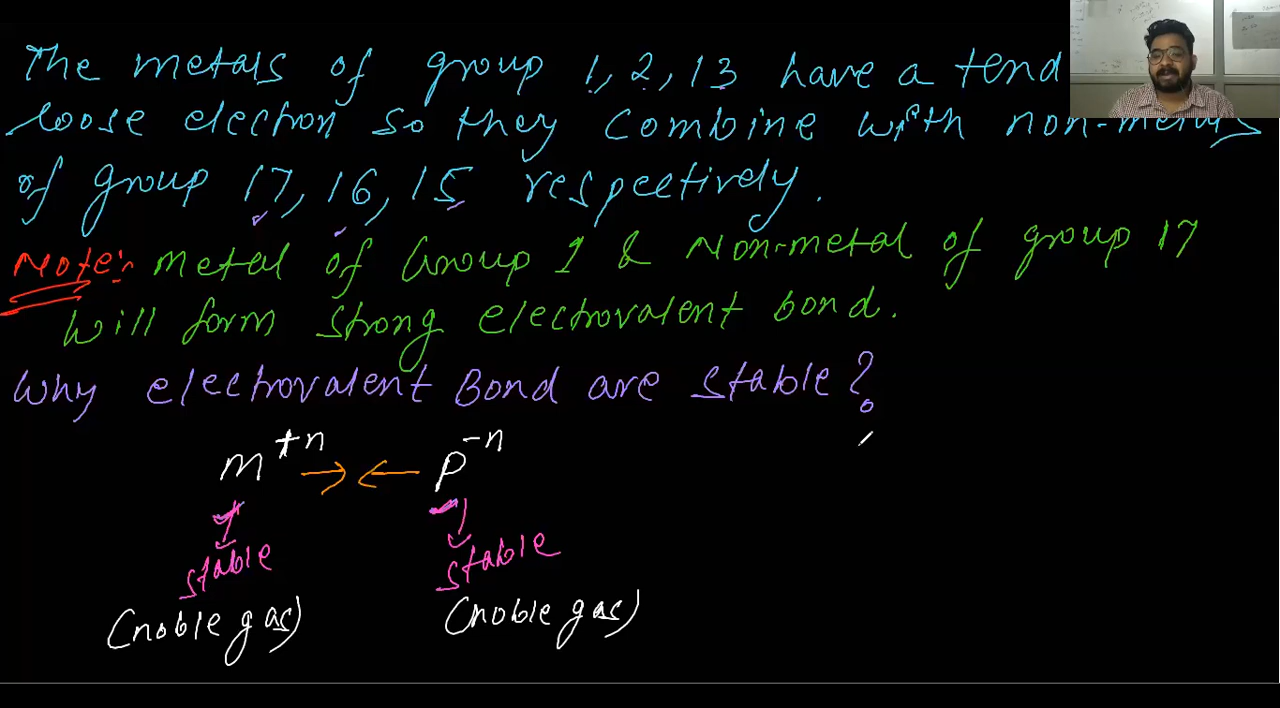 The metals of group 1, 2, 13 have a tend
loose electron so they combine with non-metals
of group 17, 16, 15 respectively.
Note:- metal of Group 1 & Non-metal of group 17
will form strong electrovalent bond.
Why electrovalent Bond are stable?
m+n → ← p-n
stable stable
(noble gas) (noble gas)